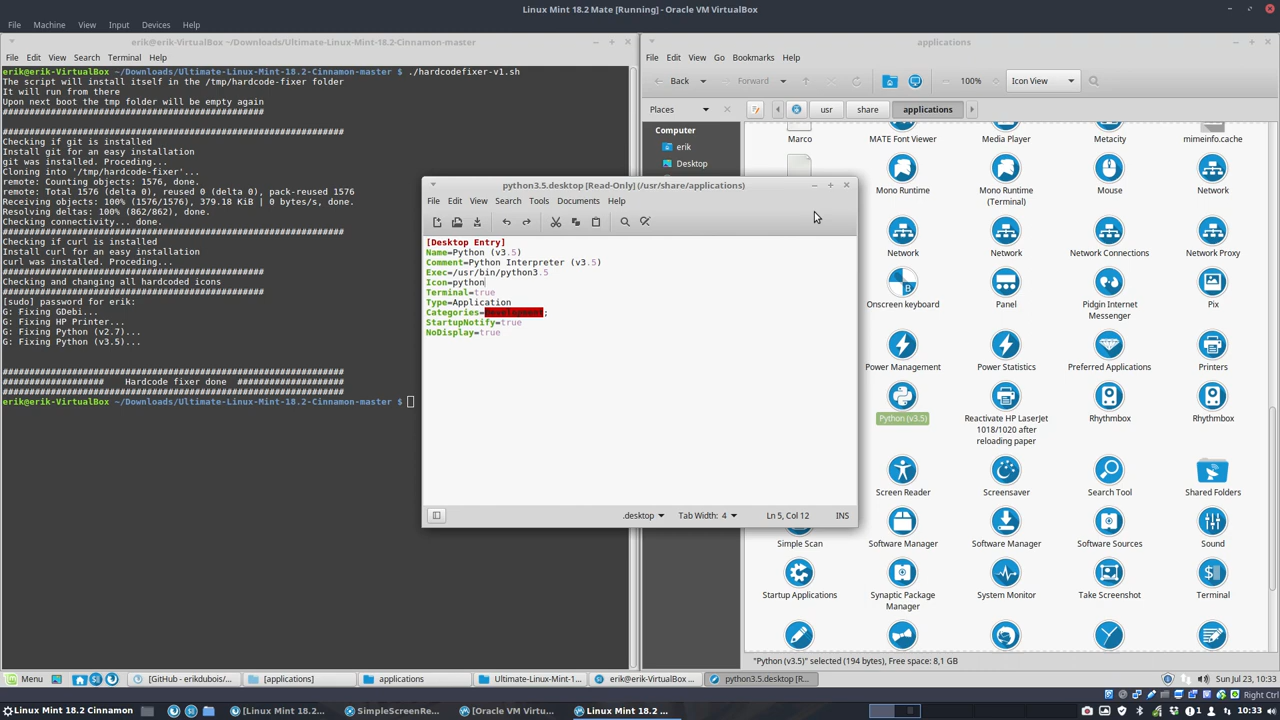 Linux Mint 18.2 Mate [Running] - Oracle VM VirtualBox
File Machine View Input Devices Help
erik@erik-VirtualBox ~/Downloads/Ultimate-Linux-Mint-18.2-Cinnamon-master
File Edit View Search Terminal Help
erik@erik-VirtualBox ~/Downloads/Ultimate-Linux-Mint-18.2-Cinnamon-master $ ./hardcodefixer-v1.sh
The script will install itself in the /tmp/hardcode-fixer folder
It will run from there
Upon next boot the tmp folder will be empty again
Checking if git is installed
Install git for an easy installation
git was installed. Proceding...
Cloning into '/tmp/hardcode-fixer'...
remote: Counting objects: 1576, done.
remote: Total 1576 (delta 0), reused 0 (delta 0), pack-reused 1576
Receiving objects: 100% (1576/1576), 379.18 KiB | 0 bytes/s, done.
Resolving deltas: 100% (862/862), done.
Checking connectivity... done.
Checking if curl is installed
Install curl for an easy installation
curl was installed. Proceding...
Checking and changing all hardcoded icons
[sudo] password for erik:
G: Fixing GDebi...
G: Fixing HP Printer...
G: Fixing Python (v2.7)...
G: Fixing Python (v3.5)...
Hardcode fixer done
erik@erik-VirtualBox ~/Downloads/Ultimate-Linux-Mint-18.2-Cinnamon-master $
applications
File Edit View Go Bookmarks Help
Back Forward 100% Icon View
Places usr share applications
Computer
erik
Desktop
Marco MATE Font Viewer Media Player Metacity mimeinfo.cache
Mono Runtime Mono Runtime (Terminal) Mouse Network
Network Network Network Connections Network Proxy
Onscreen keyboard Panel Pidgin Internet Messenger Pix
Power Management Power Statistics Preferred Applications Printers
Python (v3.5) Reactivate HP LaserJet 1018/1020 after reloading paper Rhythmbox Rhythmbox
Screen Reader Screensaver Search Tool Shared Folders
Simple Scan Software Manager Software Manager Software Sources Sound
Startup Applications Synaptic Package Manager System Monitor Take Screenshot Terminal
"Python (v3.5)" selected (194 bytes), Free space: 8,1 GB
python3.5.desktop [Read-Only] (/usr/share/applications)
File Edit View Search Tools Documents Help
[Desktop Entry]
Name=Python (v3.5)
Comment=Python Interpreter (v3.5)
Exec=/usr/bin/python3.5
Icon=python
Terminal=true
Type=Application
Categories=Development;
StartupNotify=true
NoDisplay=true
.desktop Tab Width: 4 Ln 5, Col 12 INS
Menu [GitHub - erikdubois/... [applications] applications Ultimate-Linux-Mint-1... erik@erik-VirtualBox ... python3.5.desktop [R... Sun Jul 23, 10:33
Right Ctrl
Linux Mint 18.2 Cinnamon [Linux Mint 18.2... SimpleScreenRe... [Oracle VM Virtu... Linux Mint 18.2 ... 1 10:33